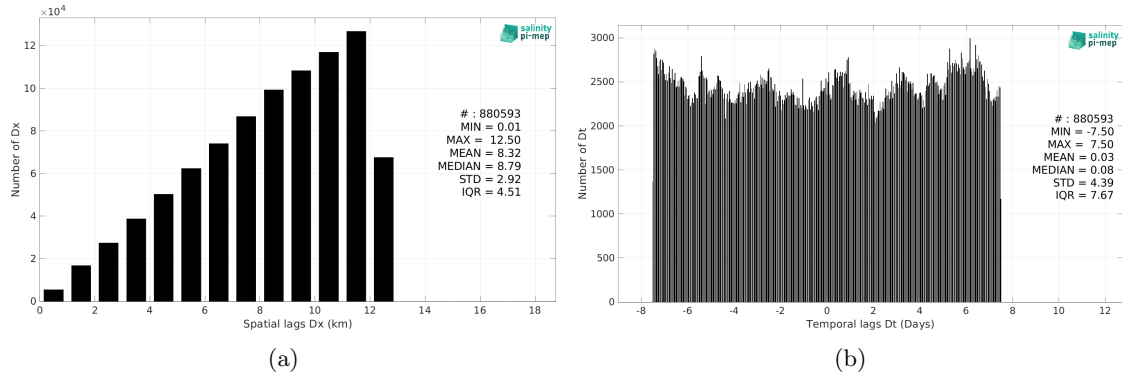 ×10⁴
12
10
8
6
4
2
0
Number of Dx
0 2 4 6 8 10 12 14 16 18
Spatial lags Dx (km)
salinity
pi-mep
# : 880593
MIN = 0.01
MAX = 12.50
MEAN = 8.32
MEDIAN = 8.79
STD = 2.92
IQR = 4.51
(a)
3000
2500
2000
1500
1000
500
0
Number of Dt
-8 -6 -4 -2 0 2 4 6 8 10 12
Temporal lags Dt (Days)
salinity
pi-mep
# : 880593
MIN = -7.50
MAX = 7.50
MEAN = 0.03
MEDIAN = 0.08
STD = 4.39
IQR = 7.67
(b)